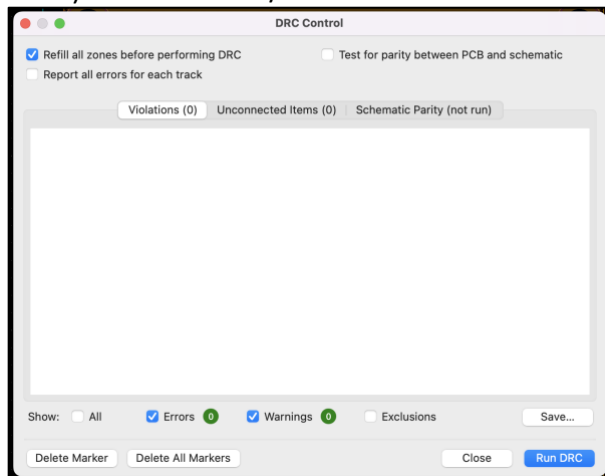 DRC Control
Refill all zones before performing DRC Test for parity between PCB and schematic
Report all errors for each track
Violations (0) Unconnected Items (0) Schematic Parity (not run)
Show: All Errors 0 Warnings 0 Exclusions Save...
Delete Marker Delete All Markers Close Run DRC